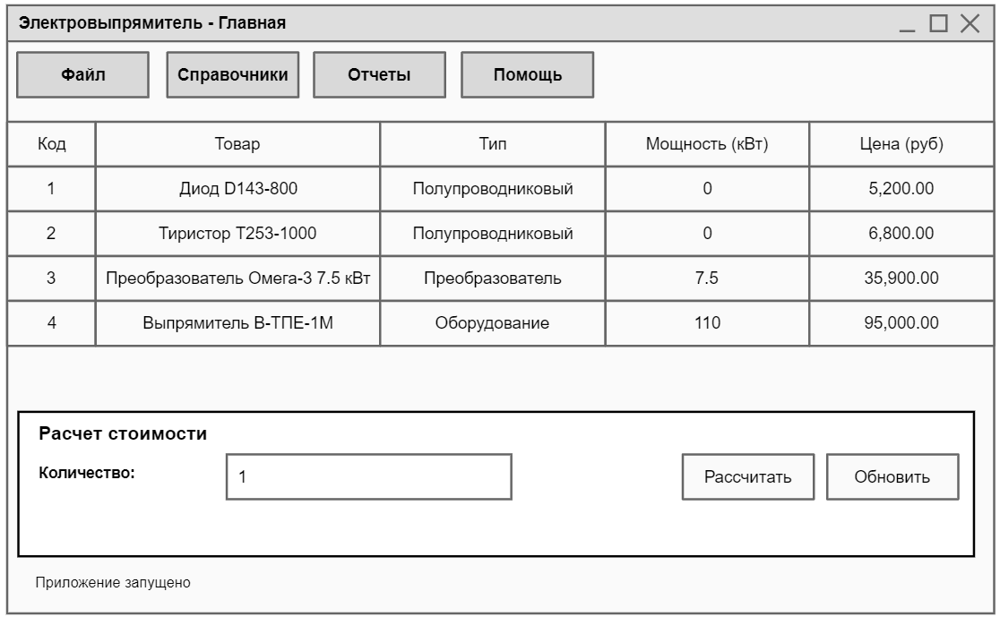 Электровыпрямитель - Главная
Файл Справочники Отчеты Помощь
Код Товар Тип Мощность (кВт) Цена (руб)
1 Диод D143-800 Полупроводниковый 0 5,200.00
2 Тиристор T253-1000 Полупроводниковый 0 6,800.00
3 Преобразователь Омега-3 7.5 кВт Преобразователь 7.5 35,900.00
4 Выпрямитель В-ТПЕ-1М Оборудование 110 95,000.00
Расчет стоимости
Количество: 1 Рассчитать Обновить
Приложение запущено